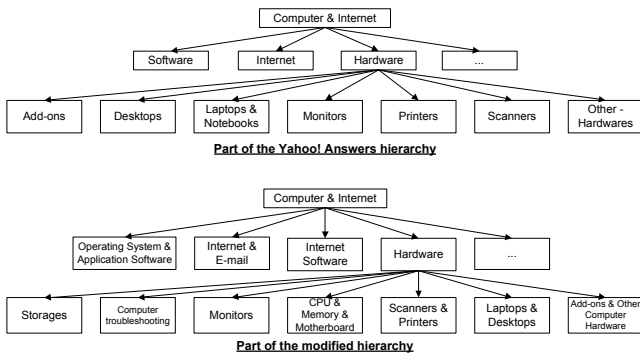 Computer & Internet
Software
Internet
Hardware
...
Add-ons
Desktops
Laptops &
Notebooks
Monitors
Printers
Scanners
Other -
Hardwares
Part of the Yahoo! Answers hierarchy
Computer & Internet
Operating System &
Application Software
Internet &
E-mail
Internet
Software
Hardware
...
Storages
Computer
troubleshooting
Monitors
CPU &
Memory &
Motherboard
Scanners &
Printers
Laptops &
Desktops
Add-ons & Other
Computer
Hardware
Part of the modified hierarchy